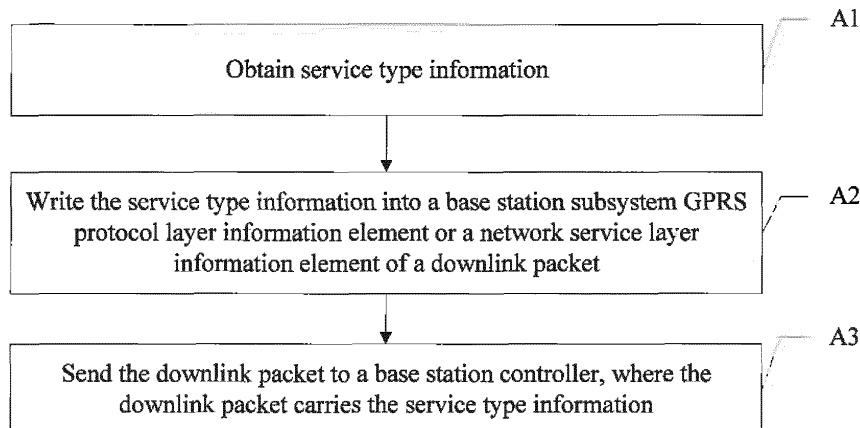 A1
Obtain service type information
Write the service type information into a base station subsystem GPRS
A2
protocol layer information element or a network service layer
information element of a downlink packet
A3
Send the downlink packet to a base station controller, where the
downlink packet carries the service type information